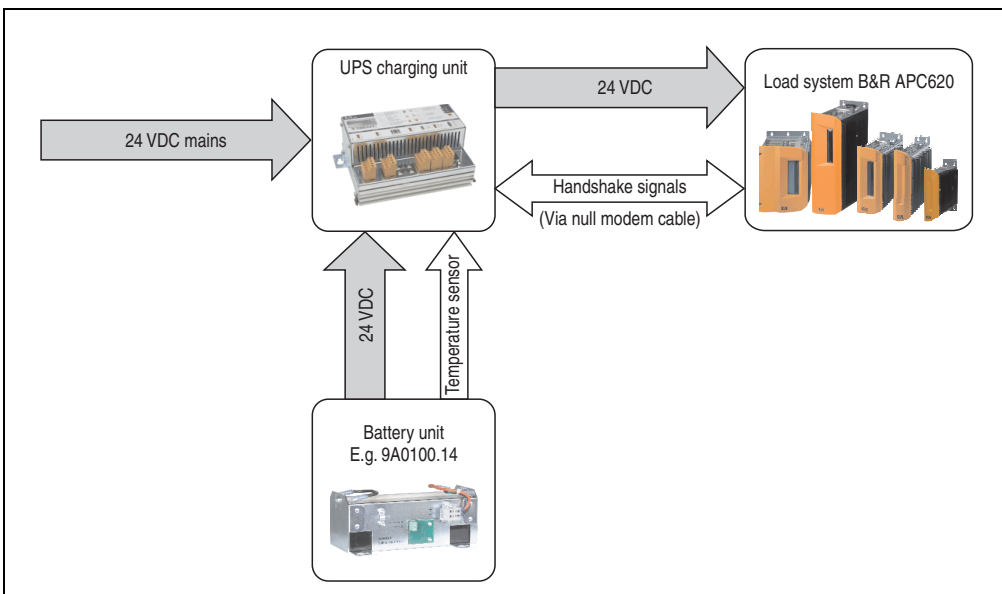 UPS charging unit
24 VDC
Load system B&R APC620
24 VDC mains
Handshake signals
(Via null modem cable)
24 VDC
Temperature sensor
Battery unit
E.g. 9A0100.14